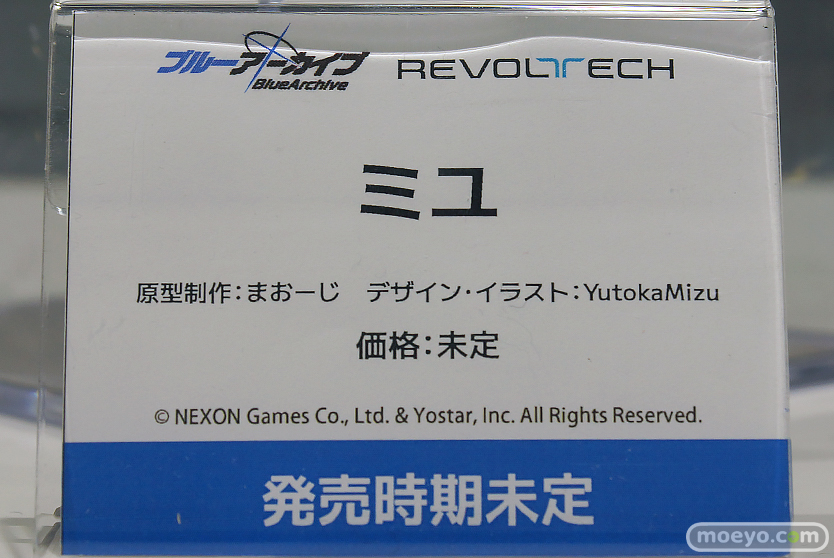 ブルーアーカイブ
BlueArchive
REVOLTECH
ミユ
原型制作：まおーじ　デザイン・イラスト：YutokaMizu
価格：未定
© NEXON Games Co., Ltd. & Yostar, Inc. All Rights Reserved.
発売時期未定
moeyo.com